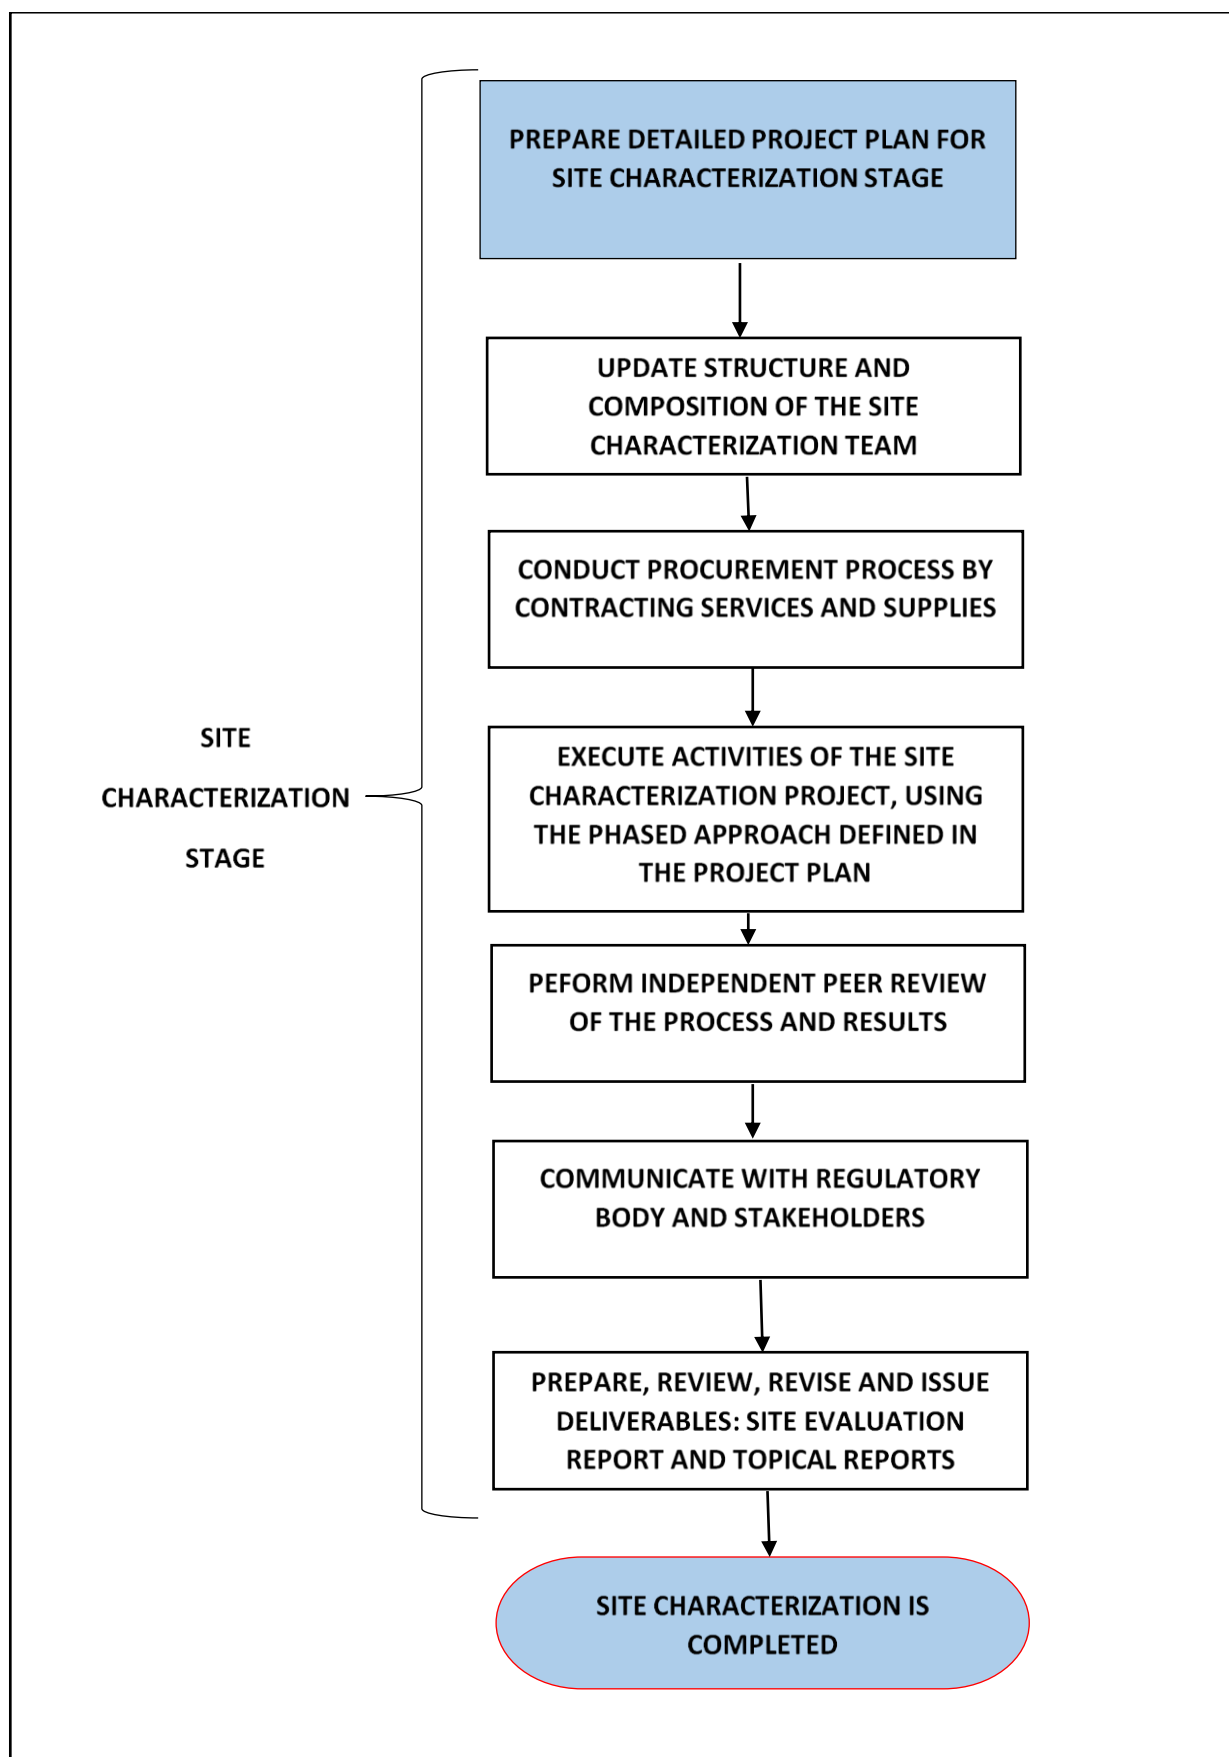 PREPARE DETAILED PROJECT PLAN FOR
SITE CHARACTERIZATION STAGE
UPDATE STRUCTURE AND
COMPOSITION OF THE SITE
CHARACTERIZATION TEAM
CONDUCT PROCUREMENT PROCESS BY
CONTRACTING SERVICES AND SUPPLIES
SITE
CHARACTERIZATION
STAGE
EXECUTE ACTIVITIES OF THE SITE
CHARACTERIZATION PROJECT, USING
THE PHASED APPROACH DEFINED IN
THE PROJECT PLAN
PEFORM INDEPENDENT PEER REVIEW
OF THE PROCESS AND RESULTS
COMMUNICATE WITH REGULATORY
BODY AND STAKEHOLDERS
PREPARE, REVIEW, REVISE AND ISSUE
DELIVERABLES: SITE EVALUATION
REPORT AND TOPICAL REPORTS
SITE CHARACTERIZATION IS
COMPLETED